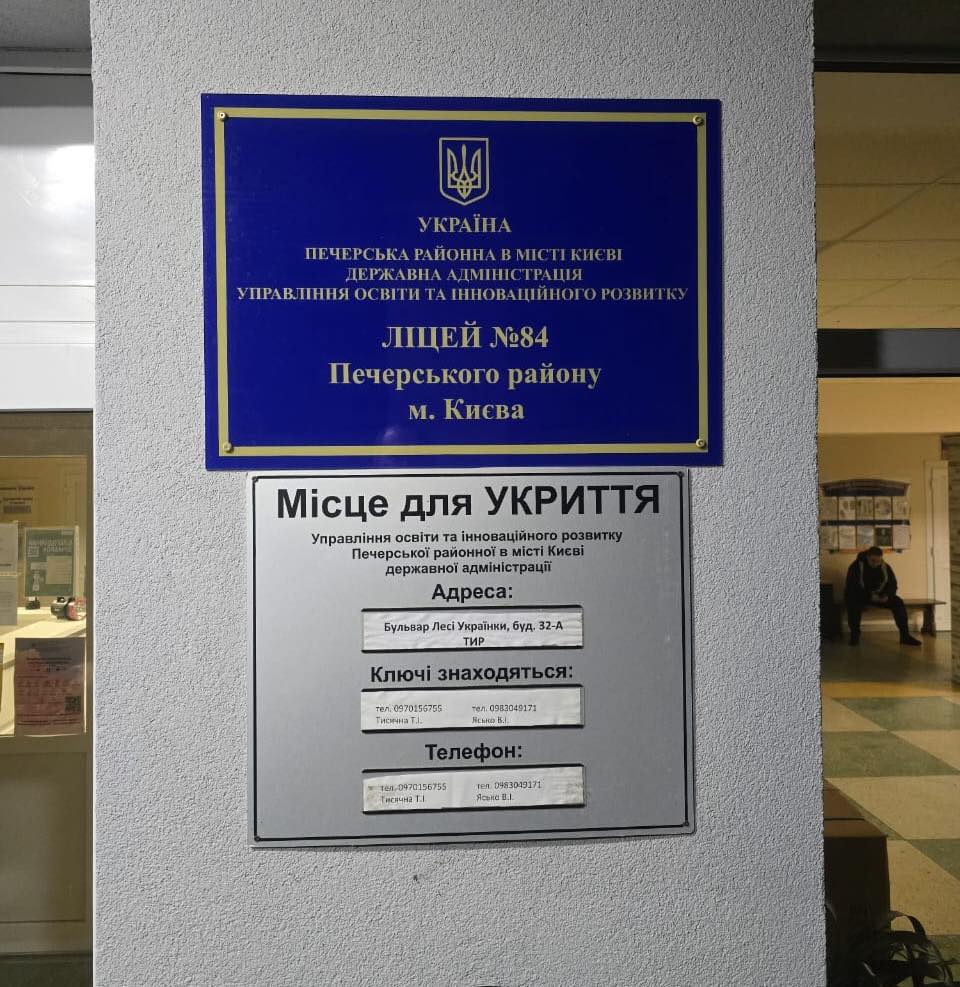 УКРАЇНА
ПЕЧЕРСЬКА РАЙОННА В МІСТІ КИЄВІ
ДЕРЖАВНА АДМІНІСТРАЦІЯ
УПРАВЛІННЯ ОСВІТИ ТА ІННОВАЦІЙНОГО РОЗВИТКУ
ЛІЦЕЙ №84
Печерського району
м. Києва
Місце для УКРИТТЯ
Управління освіти та інноваційного розвитку
Печерської районної в місті Києві
державної адміністрації
Адреса:
Бульвар Лесі Українки, буд. 32-А
ТИР
Ключі знаходяться:
тел. 0970156755 тел. 0983049171
Тисячна Т.І. Ясько В.І.
Телефон:
тел. 0970156755 тел. 0983049171
Тисячна Т.І. Ясько В.І.